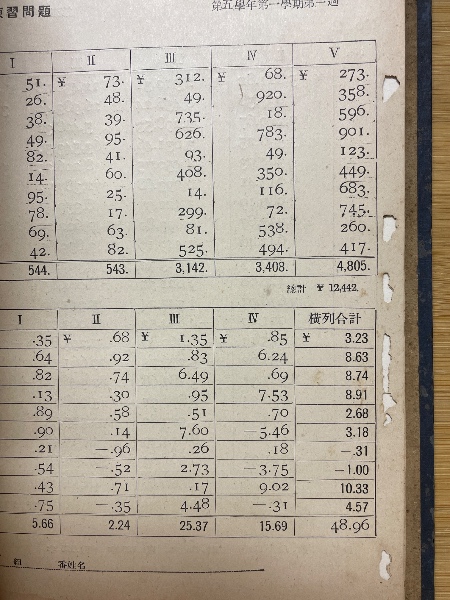 習問題 第五學年第一學期第一週
I II III IV V
51. ¥ 73. ¥ 312. ¥ 68. ¥ 273.
26. 48. 49. 920. 358.
38. 39. 735. 18. 596.
49. 95. 626. 783. 901.
82. 41. 93. 49. 123.
14. 60. 408. 350. 449.
95. 25. 14. 116. 683.
78. 17. 299. 72. 745.
69. 63. 81. 538. 260.
42. 82. 525. 494. 417.
544. 543. 3,142. 3,408. 4,805.
総計 ¥ 12,442.
I II III IV 横列合計
.35 ¥ .68 ¥ 1.35 ¥ .85 ¥ 3.23
.64 .92 .83 6.24 8.63
.82 .74 6.49 .69 8.74
.13 .30 .95 7.53 8.91
.89 .58 .51 .70 2.68
.90 .14 7.60 —5.46 3.18
.21 —.96 .26 .18 —.31
.54 —.52 2.73 —3.75 —1.00
.43 .71 .17 9.02 10.33
.75 —.35 4.48 —.31 4.57
5.66 2.24 25.37 15.69 48.96
番姓名